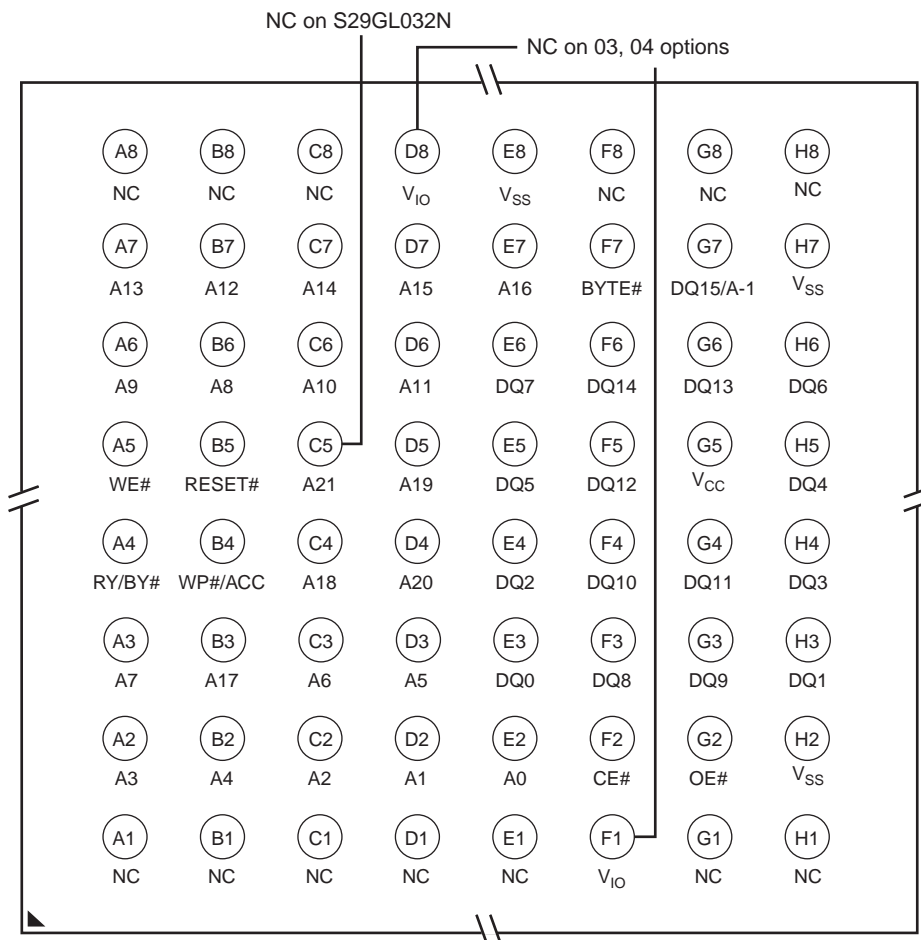 NC on S29GL032N
NC on 03, 04 options
A8 B8 C8 D8 E8 F8 G8 H8
NC NC NC VIO VSS NC NC NC
A7 B7 C7 D7 E7 F7 G7 H7
A13 A12 A14 A15 A16 BYTE# DQ15/A-1 VSS
A6 B6 C6 D6 E6 F6 G6 H6
A9 A8 A10 A11 DQ7 DQ14 DQ13 DQ6
A5 B5 C5 D5 E5 F5 G5 H5
WE# RESET# A21 A19 DQ5 DQ12 VCC DQ4
A4 B4 C4 D4 E4 F4 G4 H4
RY/BY# WP#/ACC A18 A20 DQ2 DQ10 DQ11 DQ3
A3 B3 C3 D3 E3 F3 G3 H3
A7 A17 A6 A5 DQ0 DQ8 DQ9 DQ1
A2 B2 C2 D2 E2 F2 G2 H2
A3 A4 A2 A1 A0 CE# OE# VSS
A1 B1 C1 D1 E1 F1 G1 H1
NC NC NC NC NC VIO NC NC